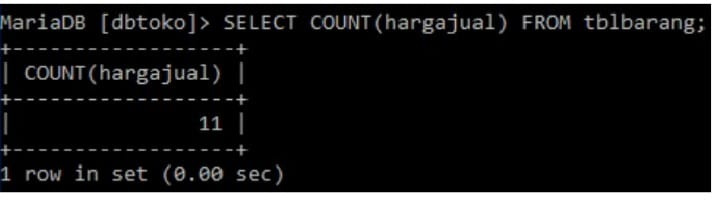 MariaDB [dbtoko]> SELECT COUNT(hargajual) FROM tblbarang;
+------------------+
| COUNT(hargajual) |
+------------------+
|               11 |
+------------------+
1 row in set (0.00 sec)